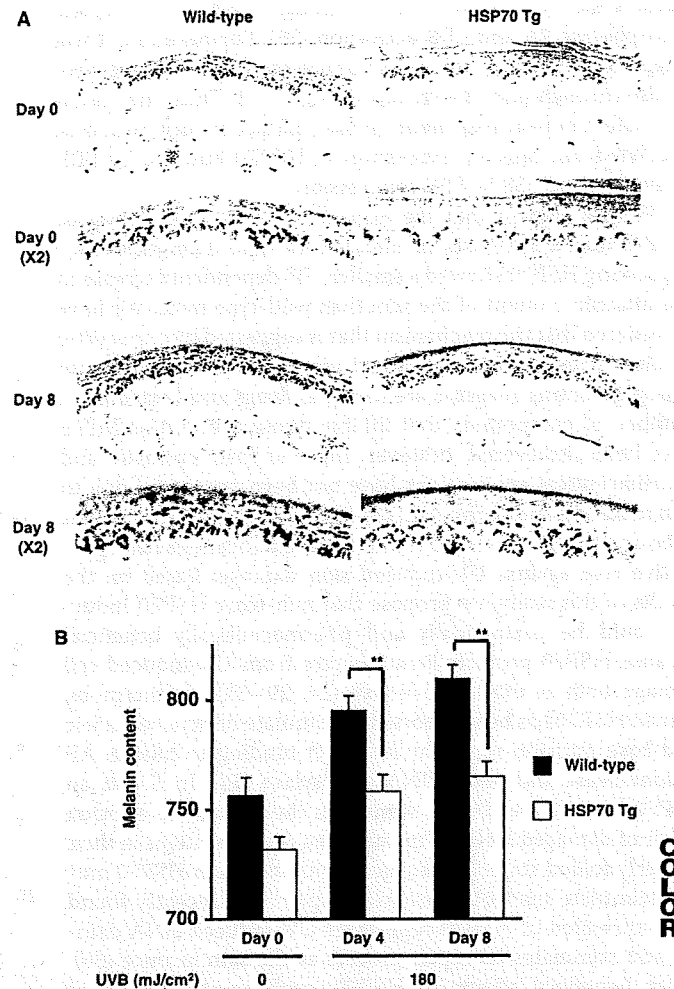 A
Wild-type
HSP70 Tg
Day 0
Day 0
(X2)
Day 8
Day 8
(X2)
B
**
**
Melanin content
800
750
700
Wild-type
HSP70 Tg
Day 0
Day 4
Day 8
UVB (mJ/cm²)
0
180
C
O
L
O
R